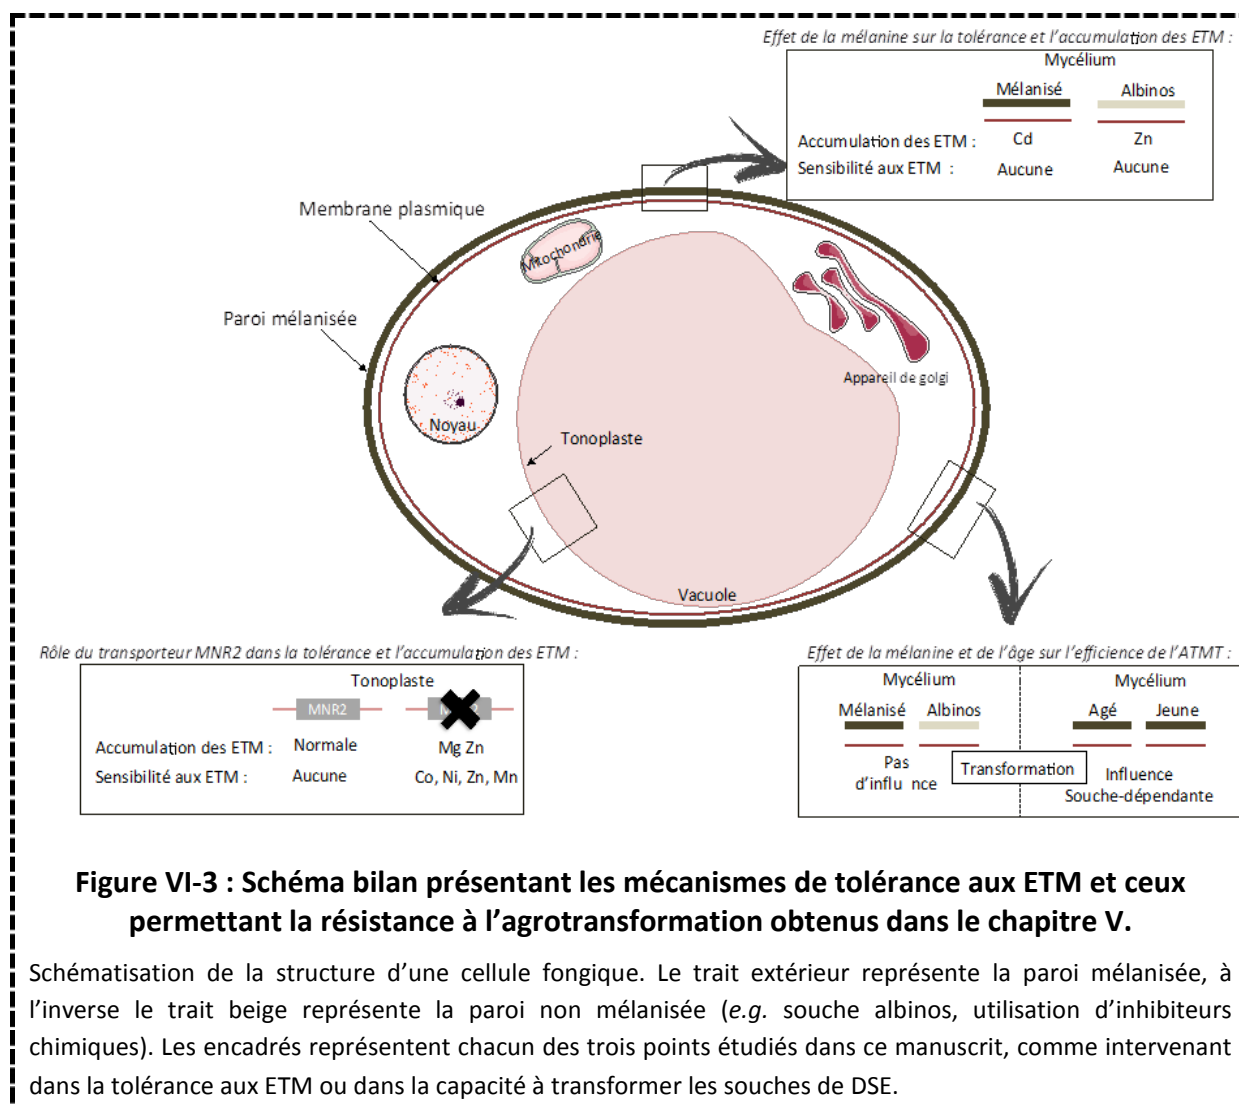 Effet de la mélanine sur la tolérance et l'accumulation des ETM :
Mycélium
Mélanisé Albinos
Accumulation des ETM : Cd Zn
Sensibilité aux ETM : Aucune Aucune
Membrane plasmique
Mitochondrie
Paroi mélanisée
Appareil de golgi
Noyau
Tonoplaste
Vacuole
Rôle du transporteur MNR2 dans la tolérance et l'accumulation des ETM :
Tonoplaste
MNR2
Accumulation des ETM : Normale Mg Zn
Sensibilité aux ETM : Aucune Co, Ni, Zn, Mn
Effet de la mélanine et de l'âge sur l'efficience de l'ATMT :
Mycélium Mycélium
Mélanisé Albinos Agé Jeune
Pas
d'influ nce
Transformation
Influence
Souche-dépendante
Figure VI-3 : Schéma bilan présentant les mécanismes de tolérance aux ETM et ceux
permettant la résistance à l'agrotransformation obtenus dans le chapitre V.
Schématisation de la structure d'une cellule fongique. Le trait extérieur représente la paroi mélanisée, à
l'inverse le trait beige représente la paroi non mélanisée (e.g. souche albinos, utilisation d'inhibiteurs
chimiques). Les encadrés représentent chacun des trois points étudiés dans ce manuscrit, comme intervenant
dans la tolérance aux ETM ou dans la capacité à transformer les souches de DSE.